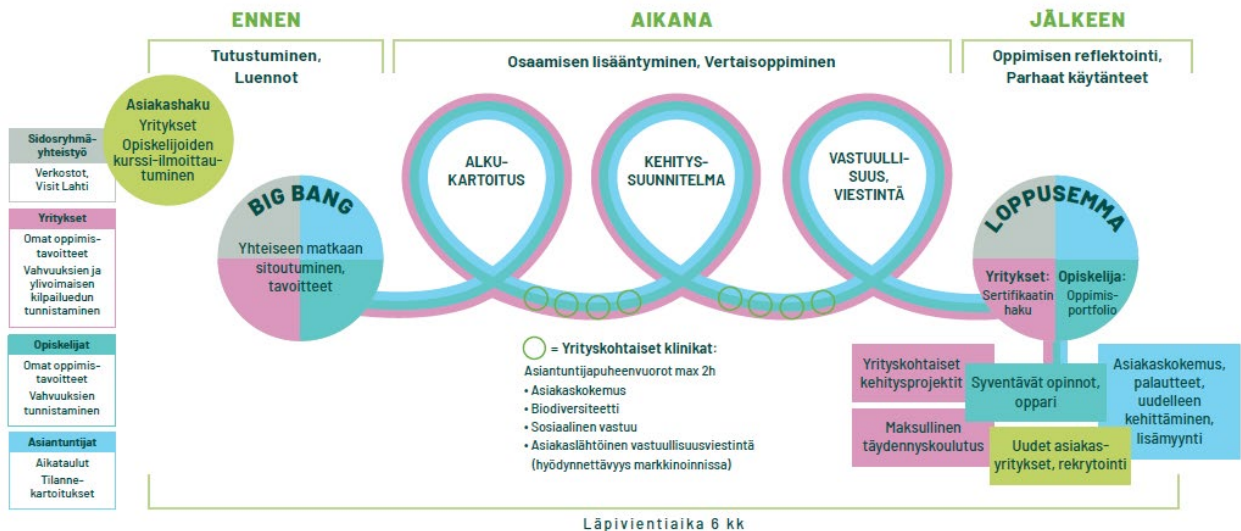 ENNEN
Tutustuminen,
Luennot
AIKANA
Osaamisen lisääntyminen, Vertaisoppiminen
JÄLKEEN
Oppimisen reflektointi,
Parhaat käytänteet
Asiakashaku
Yritykset
Opiskelijoiden
kurssi-ilmoittau-
tuminen
Sidosryhmä-
yhteistyö
Verkostot,
Visit Lahti
Yritykset
Omat oppimis-
tavoitteet
Vahvuuksien ja
ylivoimaisen
kilpailuedun
tunnistaminen
Opiskelijat
Omat oppimis-
tavoitteet
Vahvuuksien
tunnistaminen
Asiantuntijat
Aikataulut
Tilanne-
kartoitukset
BIG BANG
Yhteiseen matkaan
sitoutuminen,
tavoitteet
ALKU-
KARTOITUS
KEHITYS-
SUUNNITELMA
VASTUULLI-
SUUS,
VIESTINTÄ
= Yrityskohtaiset klinikat:
Asiantuntijapuheenvuorot max 2h
• Asiakaskokemus
• Biodiversiteetti
• Sosiaalinen vastuu
• Asiakaslähtöinen vastuullisuusviestintä
(hyödynnettävyys markkinoinnissa)
LOPPUSEMMA
Yritykset:
Sertifikaatin
haku
Opiskelija:
Oppimis-
portfolio
Yrityskohtaiset
kehitysprojektit
Maksullinen
täydennyskoulutus
Syventävät opinnot,
oppari
Uudet asiakas-
yritykset, rekrytointi
Asiakaskokemus,
palautteet,
uudelleen
kehittäminen,
lisämyynti
Läpivientiaika 6 kk